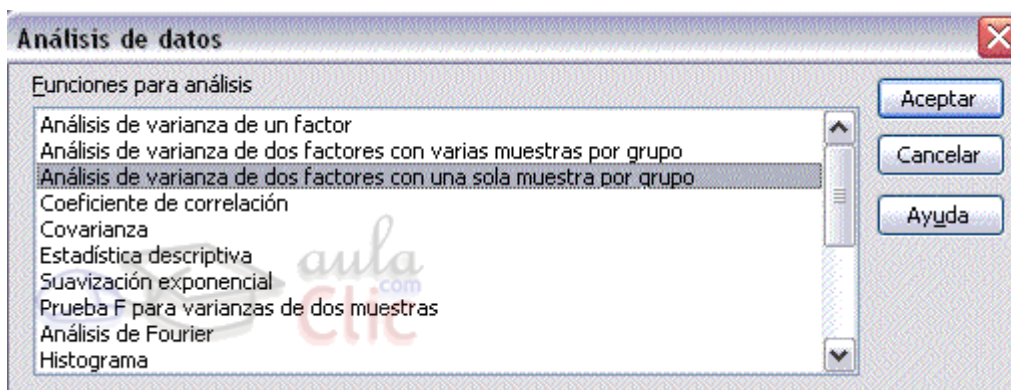 Análisis de datos
Funciones para análisis
Análisis de varianza de un factor
Análisis de varianza de dos factores con varias muestras por grupo
Análisis de varianza de dos factores con una sola muestra por grupo
Coeficiente de correlación
Covarianza
Estadística descriptiva
Suavización exponencial
Prueba F para varianzas de dos muestras
Análisis de Fourier
Histograma
Aceptar
Cancelar
Ayuda
aula
.com
Clic